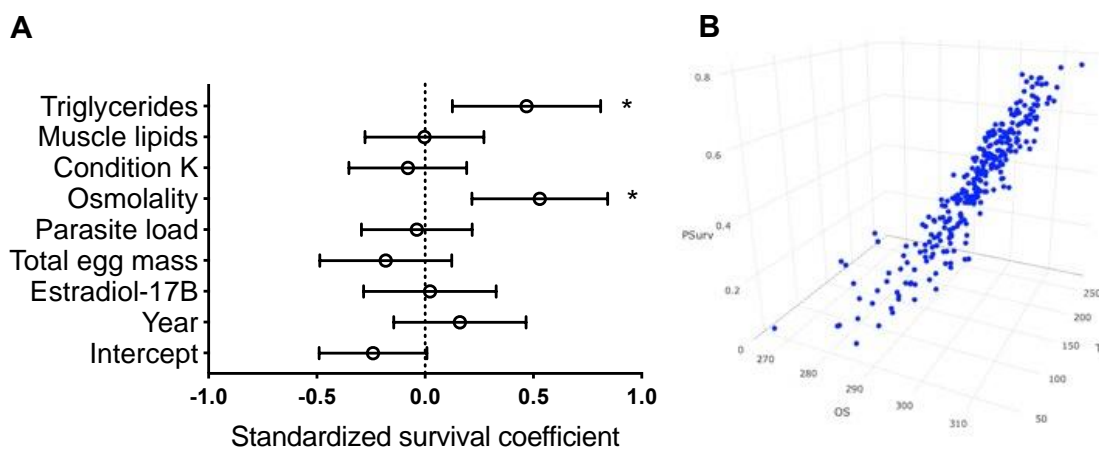 A
Triglycerides *
Muscle lipids
Condition K
Osmolality *
Parasite load
Total egg mass
Estradiol-17B
Year
Intercept
-1.0 -0.5 0.0 0.5 1.0
Standardized survival coefficient
B
0.8
0.6
0.4
PSurv
0.2
0
270
280
290
300
310
OS
250
200
150
T
100
50